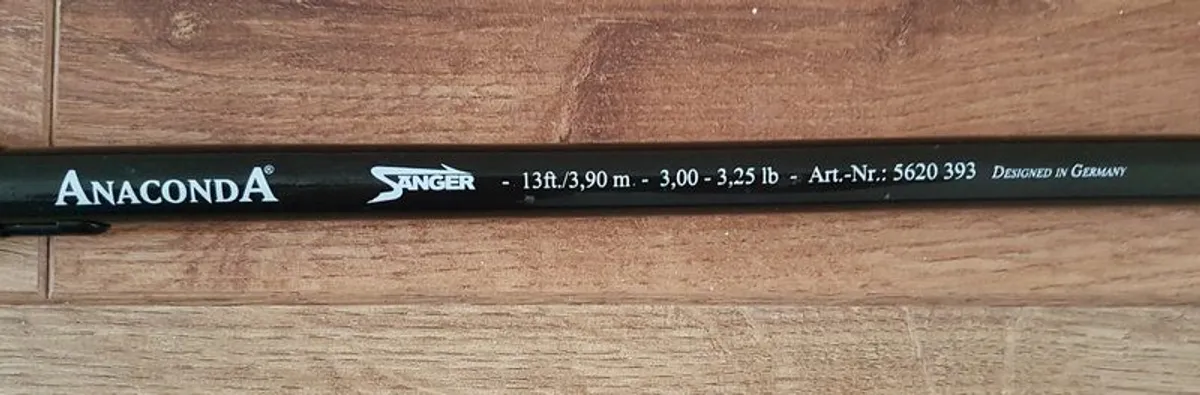 ANACONDA® SÄNGER - 13ft./3,90 m - 3,00 - 3,25 lb - Art.-Nr.: 5620 393 DESIGNED IN GERMANY